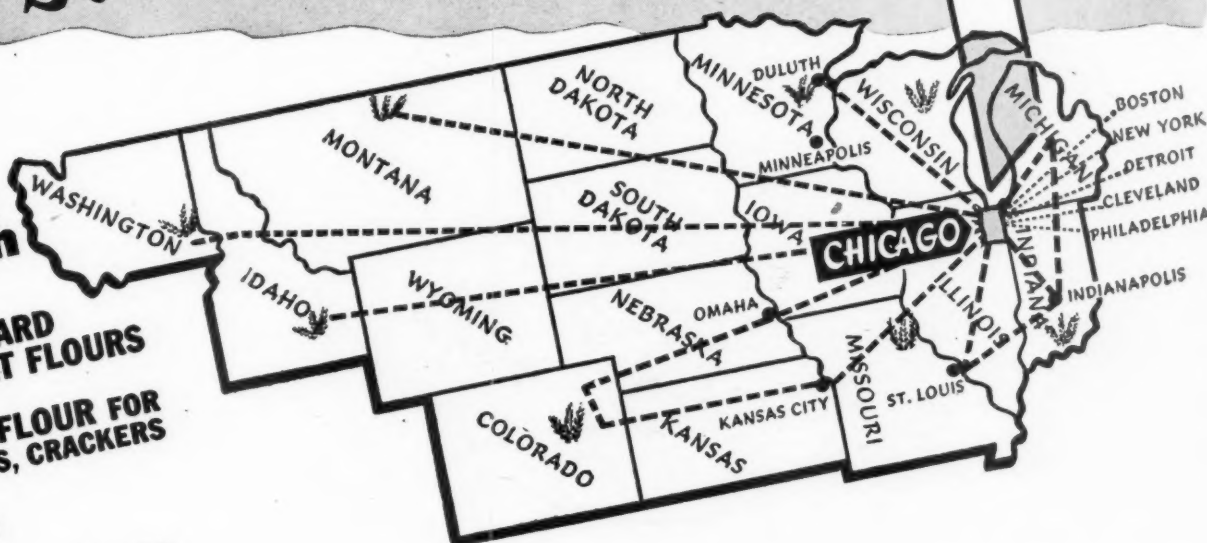 ARD
T FLOURS
FLOUR FOR
S, CRACKERS
WASHINGTON
IDAHO
MONTANA
WYOMING
COLORADO
NORTH
DAKOTA
SOUTH
DAKOTA
NEBRASKA
KANSAS
MINNESOTA
DULUTH
MINNEAPOLIS
IOWA
OMAHA
KANSAS CITY
WISCONSIN
CHICAGO
ILLINOIS
MISSOURI
ST. LOUIS
MICHIGAN
INDIANA
INDIANAPOLIS
BOSTON
NEW YORK
DETROIT
CLEVELAND
PHILADELPHIA